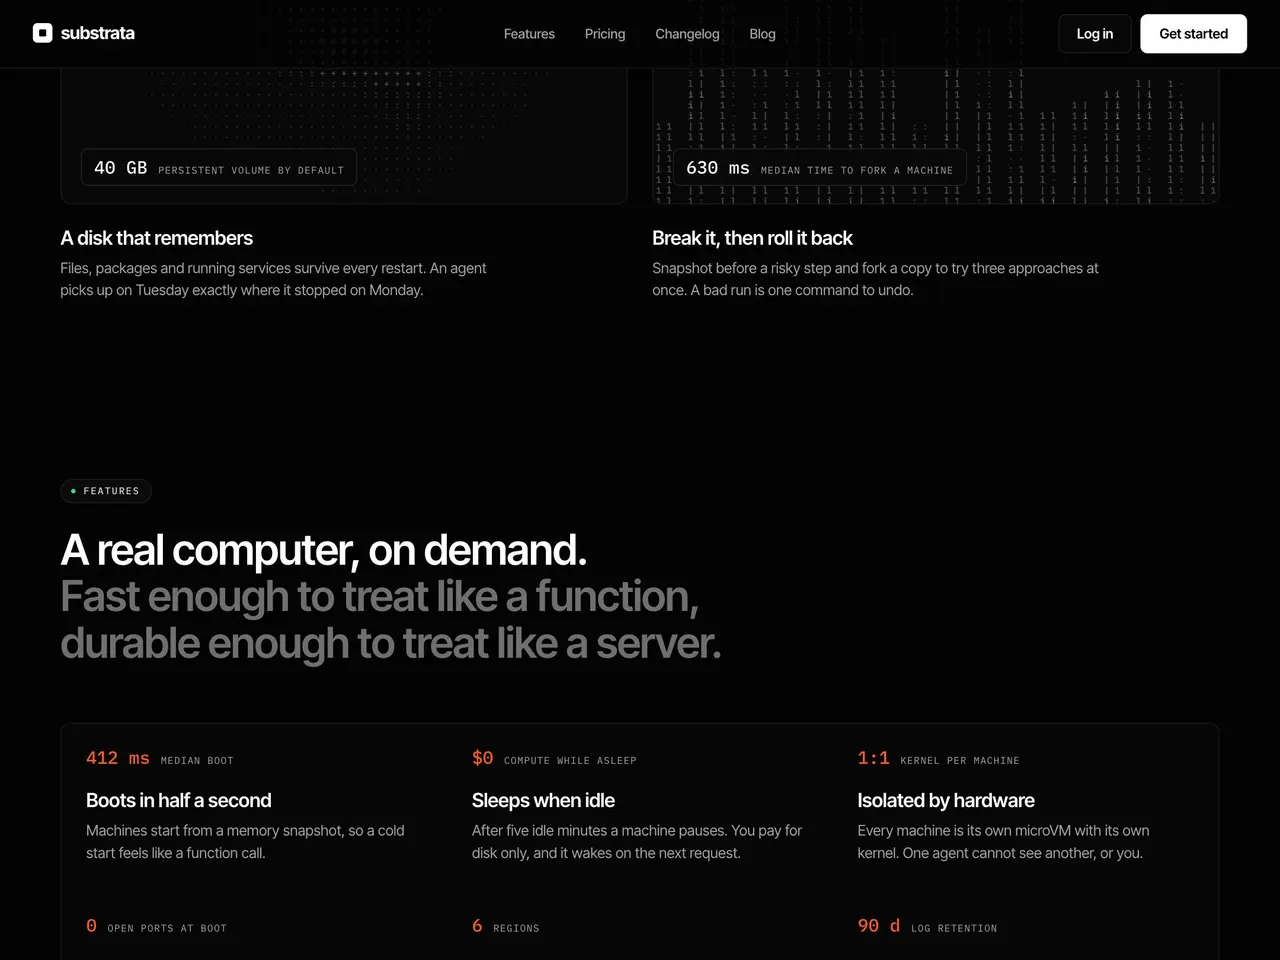 substrata
Features
Pricing
Changelog
Blog
Log in
Get started
40 GB PERSISTENT VOLUME BY DEFAULT
630 ms MEDIAN TIME TO FORK A MACHINE
A disk that remembers
Files, packages and running services survive every restart. An agent
picks up on Tuesday exactly where it stopped on Monday.
Break it, then roll it back
Snapshot before a risky step and fork a copy to try three approaches at
once. A bad run is one command to undo.
FEATURES
A real computer, on demand.
Fast enough to treat like a function,
durable enough to treat like a server.
412 ms MEDIAN BOOT
Boots in half a second
Machines start from a memory snapshot, so a cold
start feels like a function call.
$0 COMPUTE WHILE ASLEEP
Sleeps when idle
After five idle minutes a machine pauses. You pay for
disk only, and it wakes on the next request.
1:1 KERNEL PER MACHINE
Isolated by hardware
Every machine is its own microVM with its own
kernel. One agent cannot see another, or you.
0 OPEN PORTS AT BOOT
6 REGIONS
90 d LOG RETENTION